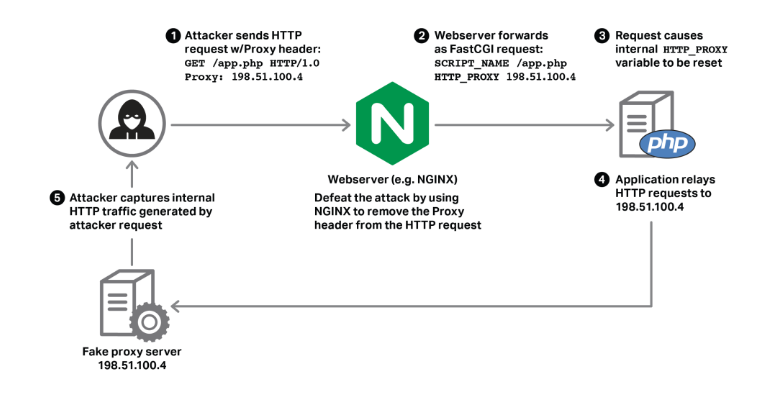 1 Attacker sends HTTP
request w/Proxy header:
GET /app.php HTTP/1.0
Proxy: 198.51.100.4
2 Webserver forwards
as FastCGI request:
SCRIPT_NAME /app.php
HTTP_PROXY 198.51.100.4
3 Request causes
internal HTTP_PROXY
variable to be reset
N
php
Webserver (e.g. NGINX)
Defeat the attack by using
NGINX to remove the Proxy
header from the HTTP request
4 Application relays
HTTP requests to
198.51.100.4
5 Attacker captures internal
HTTP traffic generated by
attacker request
Fake proxy server
198.51.100.4